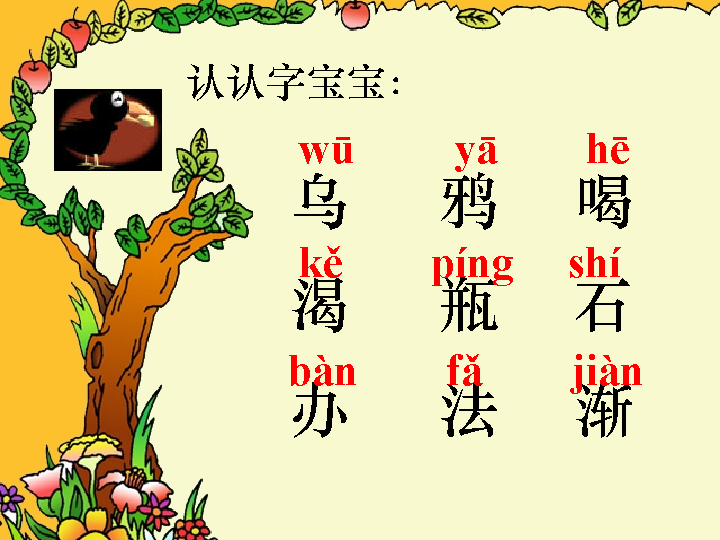 认认字宝宝：
wū yā hē
乌 鸦 喝
kě píng shí
渴 瓶 石
bàn fǎ jiàn
办 法 渐